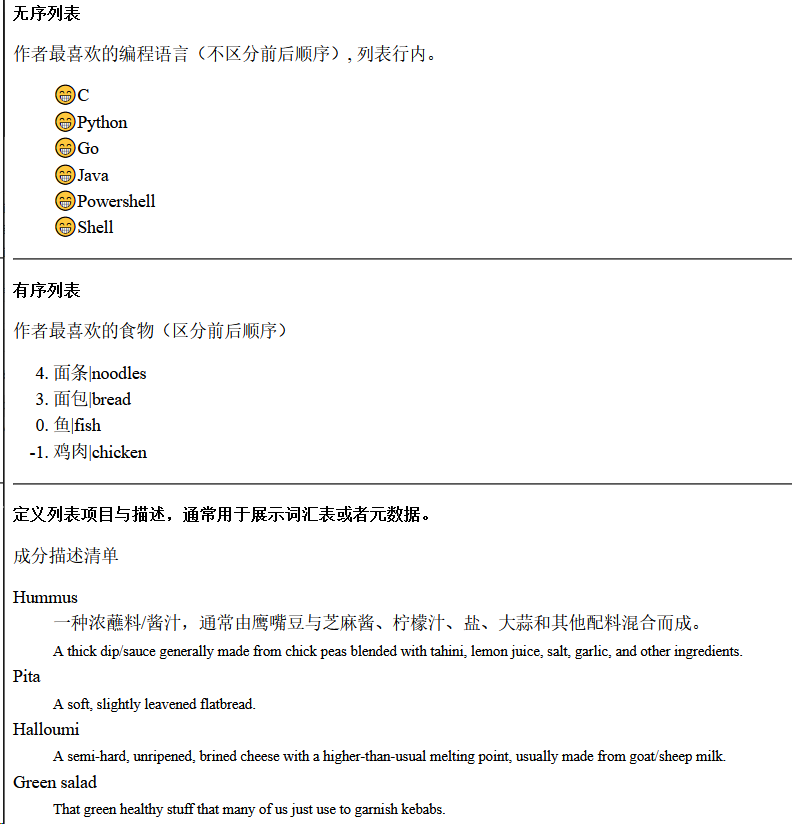 无序列表
作者最喜欢的编程语言（不区分前后顺序）, 列表行内。
😁C
😁Python
😁Go
😁Java
😁Powershell
😁Shell
有序列表
作者最喜欢的食物（区分前后顺序）
4. 面条|noodles
3. 面包|bread
0. 鱼|fish
-1. 鸡肉|chicken
定义列表项目与描述，通常用于展示词汇表或者元数据。
成分描述清单
Hummus
一种浓蘸料/酱汁，通常由鹰嘴豆与芝麻酱、柠檬汁、盐、大蒜和其他配料混合而成。
A thick dip/sauce generally made from chick peas blended with tahini, lemon juice, salt, garlic, and other ingredients.
Pita
A soft, slightly leavened flatbread.
Halloumi
A semi-hard, unripened, brined cheese with a higher-than-usual melting point, usually made from goat/sheep milk.
Green salad
That green healthy stuff that many of us just use to garnish kebabs.